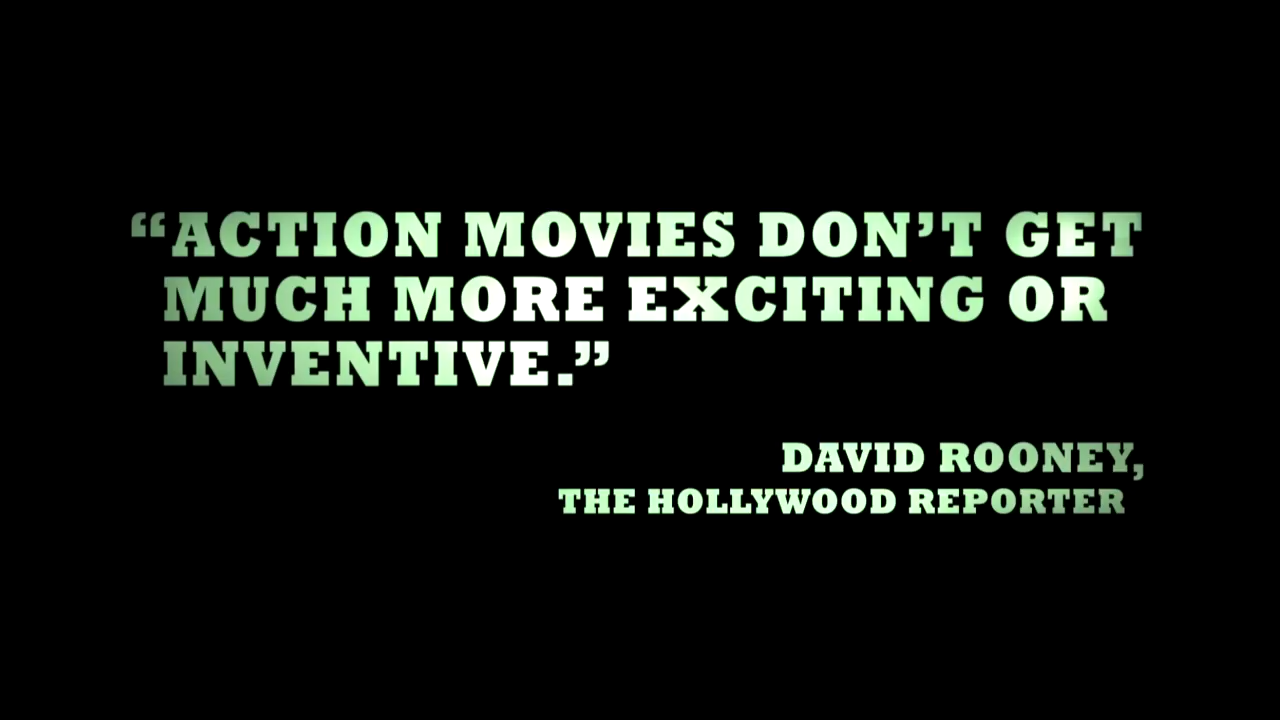 “ACTION MOVIES DON’T GET
MUCH MORE EXCITING OR
INVENTIVE.”
DAVID ROONEY,
THE HOLLYWOOD REPORTER